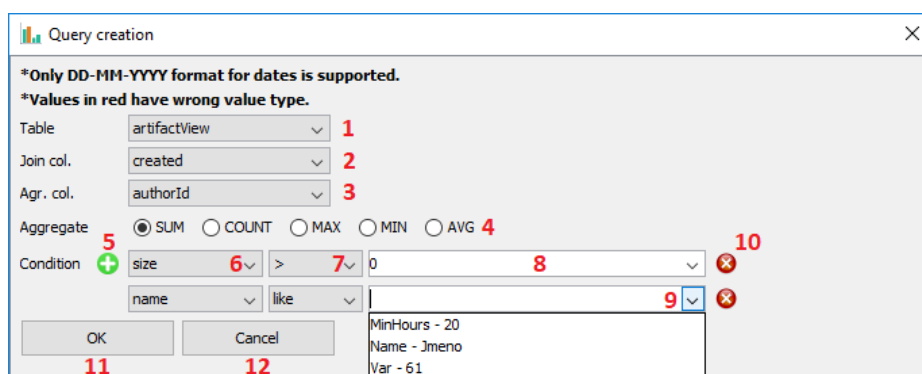 Query creation
*Only DD-MM-YYYY format for dates is supported.
*Values in red have wrong value type.
Table artifactView 1
Join col. created 2
Agr. col. authorId 3
Aggregate SUM COUNT MAX MIN AVG 4
5 10
Condition size 6 > 7 0 8
name like 9
MinHours - 20
OK Cancel Name - Jmeno
11 12 Var - 61